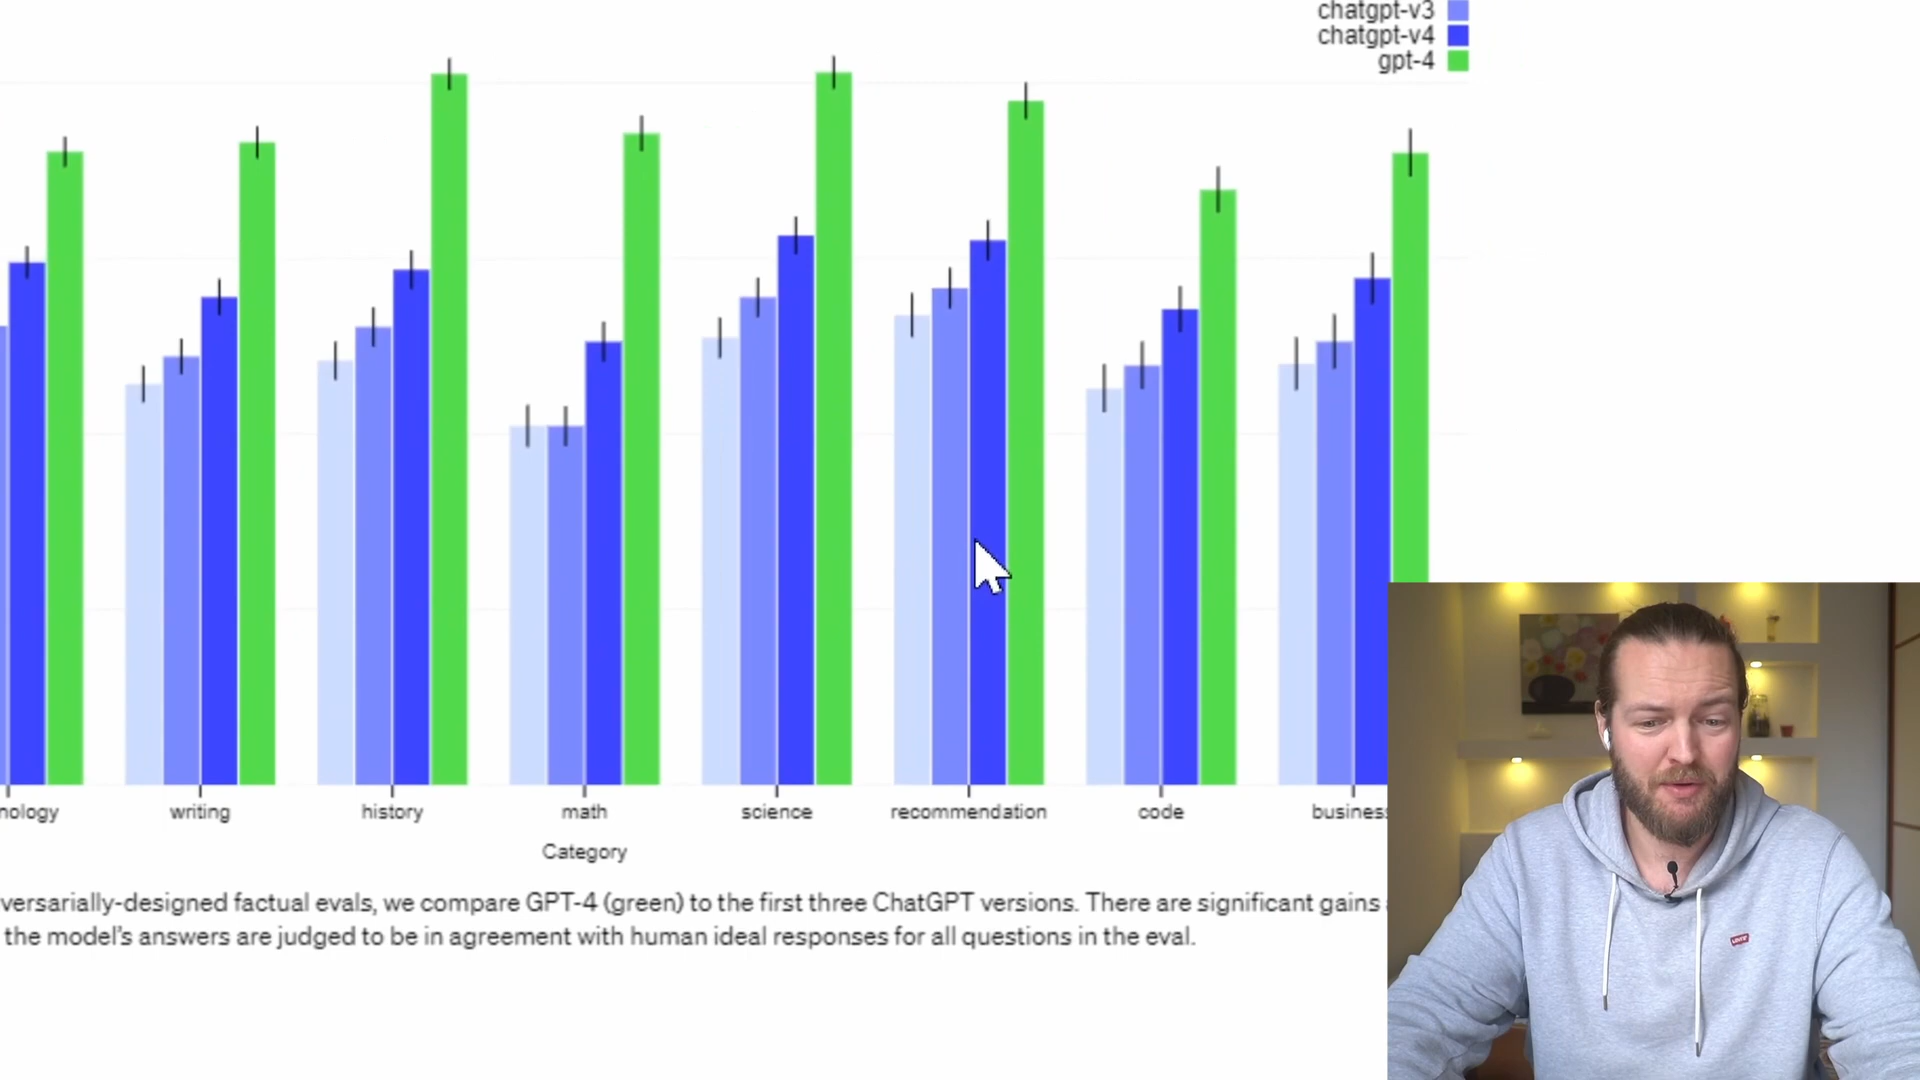 chatgpt-v3
chatgpt-v4
gpt-4
nology
writing
history
math
science
recommendation
code
business
Category
versarially-designed factual evals, we compare GPT-4 (green) to the first three ChatGPT versions. There are significant gains
the model's answers are judged to be in agreement with human ideal responses for all questions in the eval.
Levi's